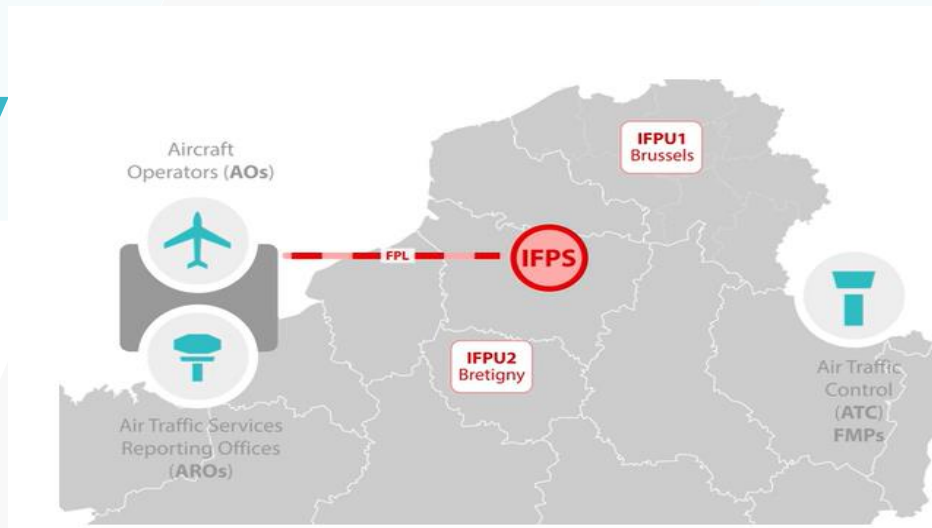 Aircraft
Operators (AOs)
FPL
IFPS
IFPU1
Brussels
IFPU2
Bretigny
Air Traffic Services
Reporting Offices
(AROs)
Air Traffic
Control
(ATC)
FMPs